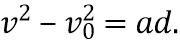 v² − v₀² = ad.